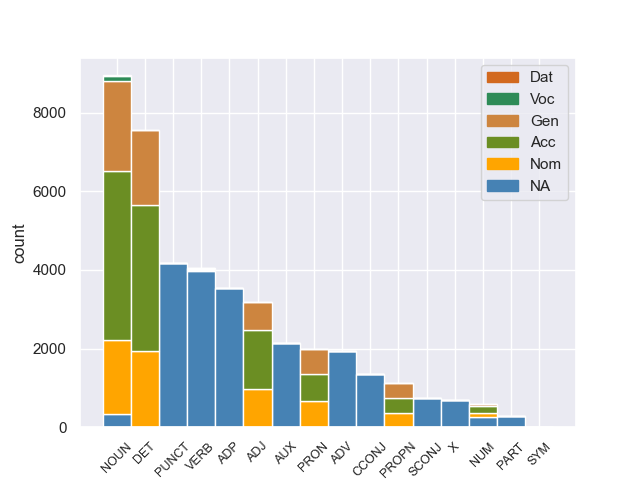 Dat
Voc
Gen
Acc
Nom
NA
8000
6000
4000
2000
0
count
NOUN
DET
PUNCT
VERB
ADP
ADJ
AUX
PRON
ADV
CCONJ
PROPN
SCONJ
X
NUM
PART
SYM